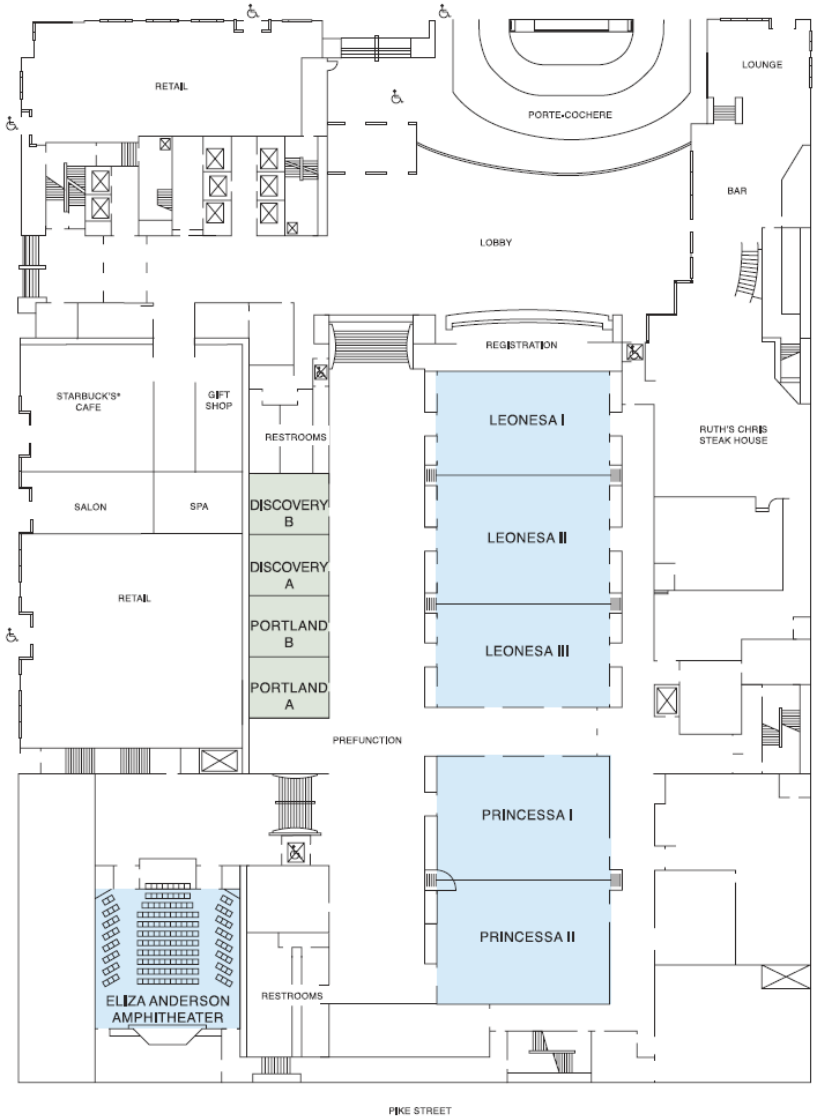 RETAIL
LOUNGE
PORTE-COCHERE
BAR
LOBBY
REGISTRATION
STARBUCK'S®
CAFE
GIFT
SHOP
LEONESA I
RUTH'S CHRIS
STEAK HOUSE
RESTROOMS
SALON
SPA
DISCOVERY
B
LEONESA II
DISCOVERY
A
RETAIL
PORTLAND
B
LEONESA III
PORTLAND
A
PREFUNCTION
PRINCESSA I
PRINCESSA II
ELIZA ANDERSON
AMPHITHEATER
RESTROOMS
PIKE STREET